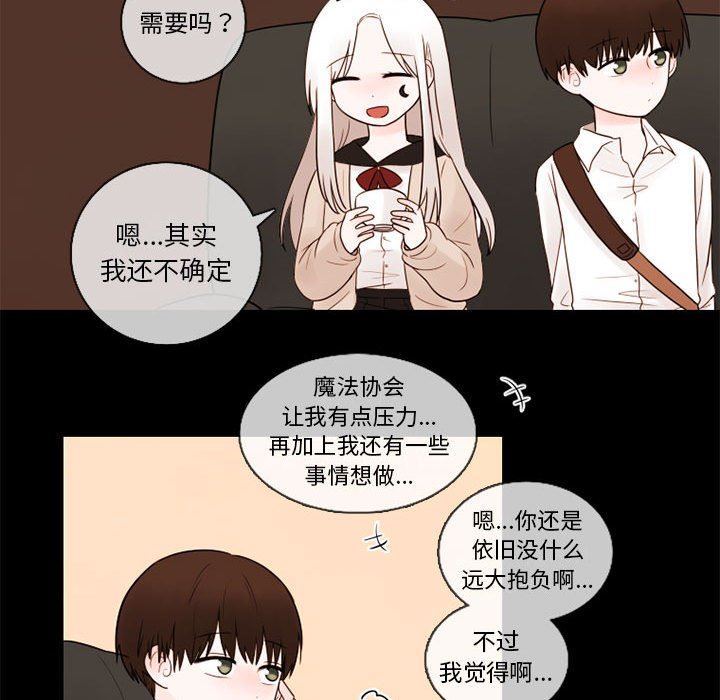 需要吗？
嗯...其实
我还不确定
魔法协会
让我有点压力...
再加上我还有一些
事情想做...
嗯...你还是
依旧没什么
远大抱负啊...
不过
我觉得啊...